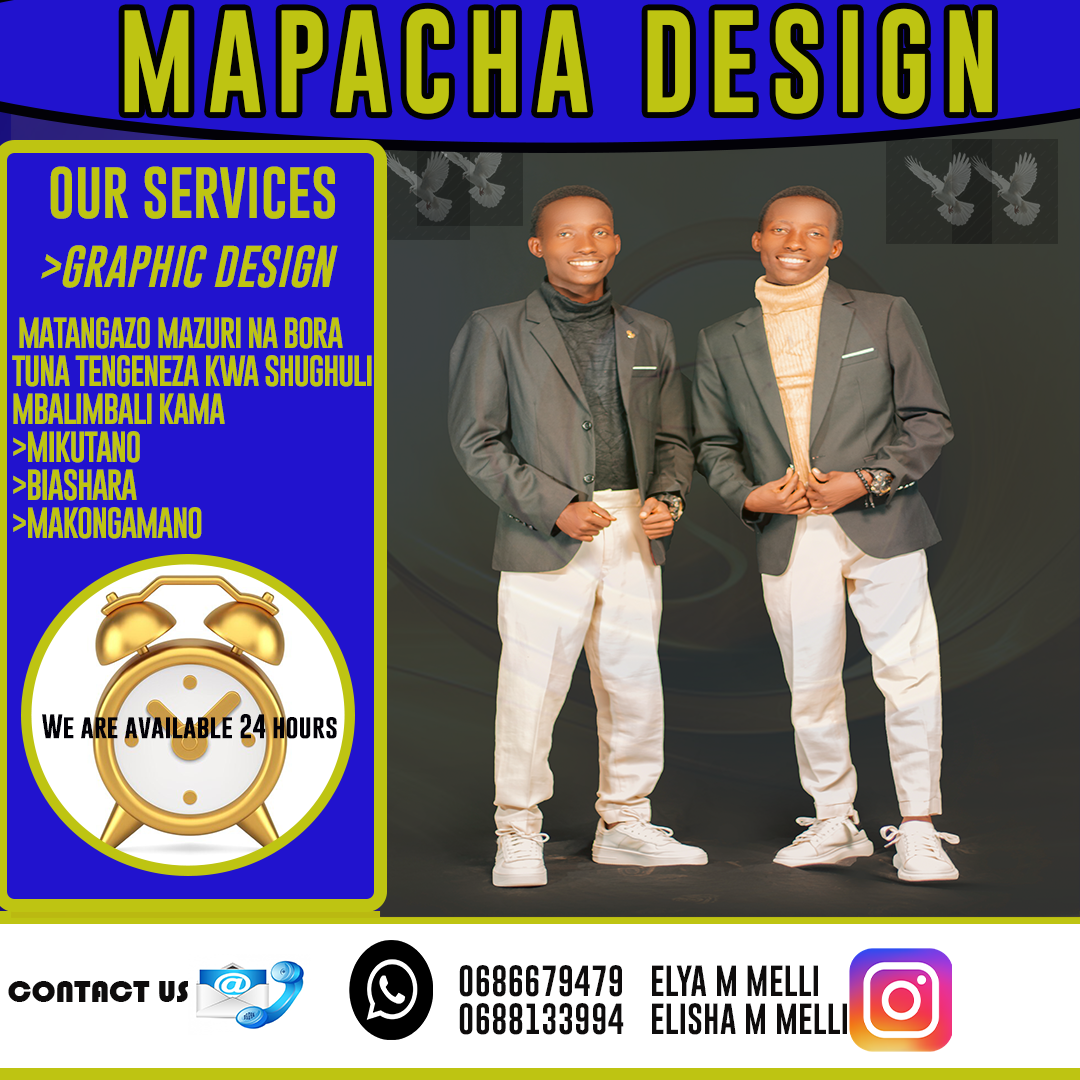 MAPACHA DESIGN
OUR SERVICES
>GRAPHIC DESIGN
MATANGAZO MAZURI NA BORA
TUNA TENGENEZA KWA SHUGHULI
MBALIMBALI KAMA
>MIKUTANO
>BIASHARA
>MAKONGAMANO
WE ARE AVAILABLE 24 HOURS
CONTACT US
@
0686679479 ELYA M MELLI
0688133994 ELISHA M MELLI